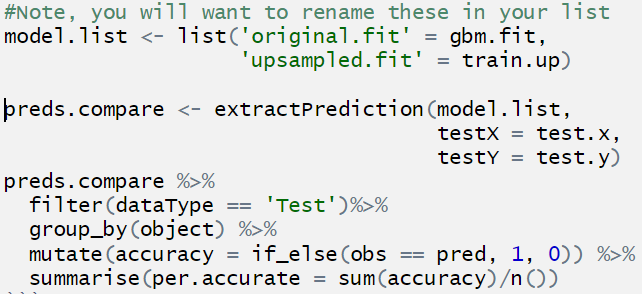 #Note, you will want to rename these in your list
model.list <- list('original.fit' = gbm.fit,
                   'upsampled.fit' = train.up)
preds.compare <- extractPrediction(model.list,
                                   testX = test.x,
                                   testY = test.y)
preds.compare %>%
  filter(dataType == 'Test')%>%
  group_by(object) %>%
  mutate(accuracy = if_else(obs == pred, 1, 0)) %>%
  summarise(per.accurate = sum(accuracy)/n())